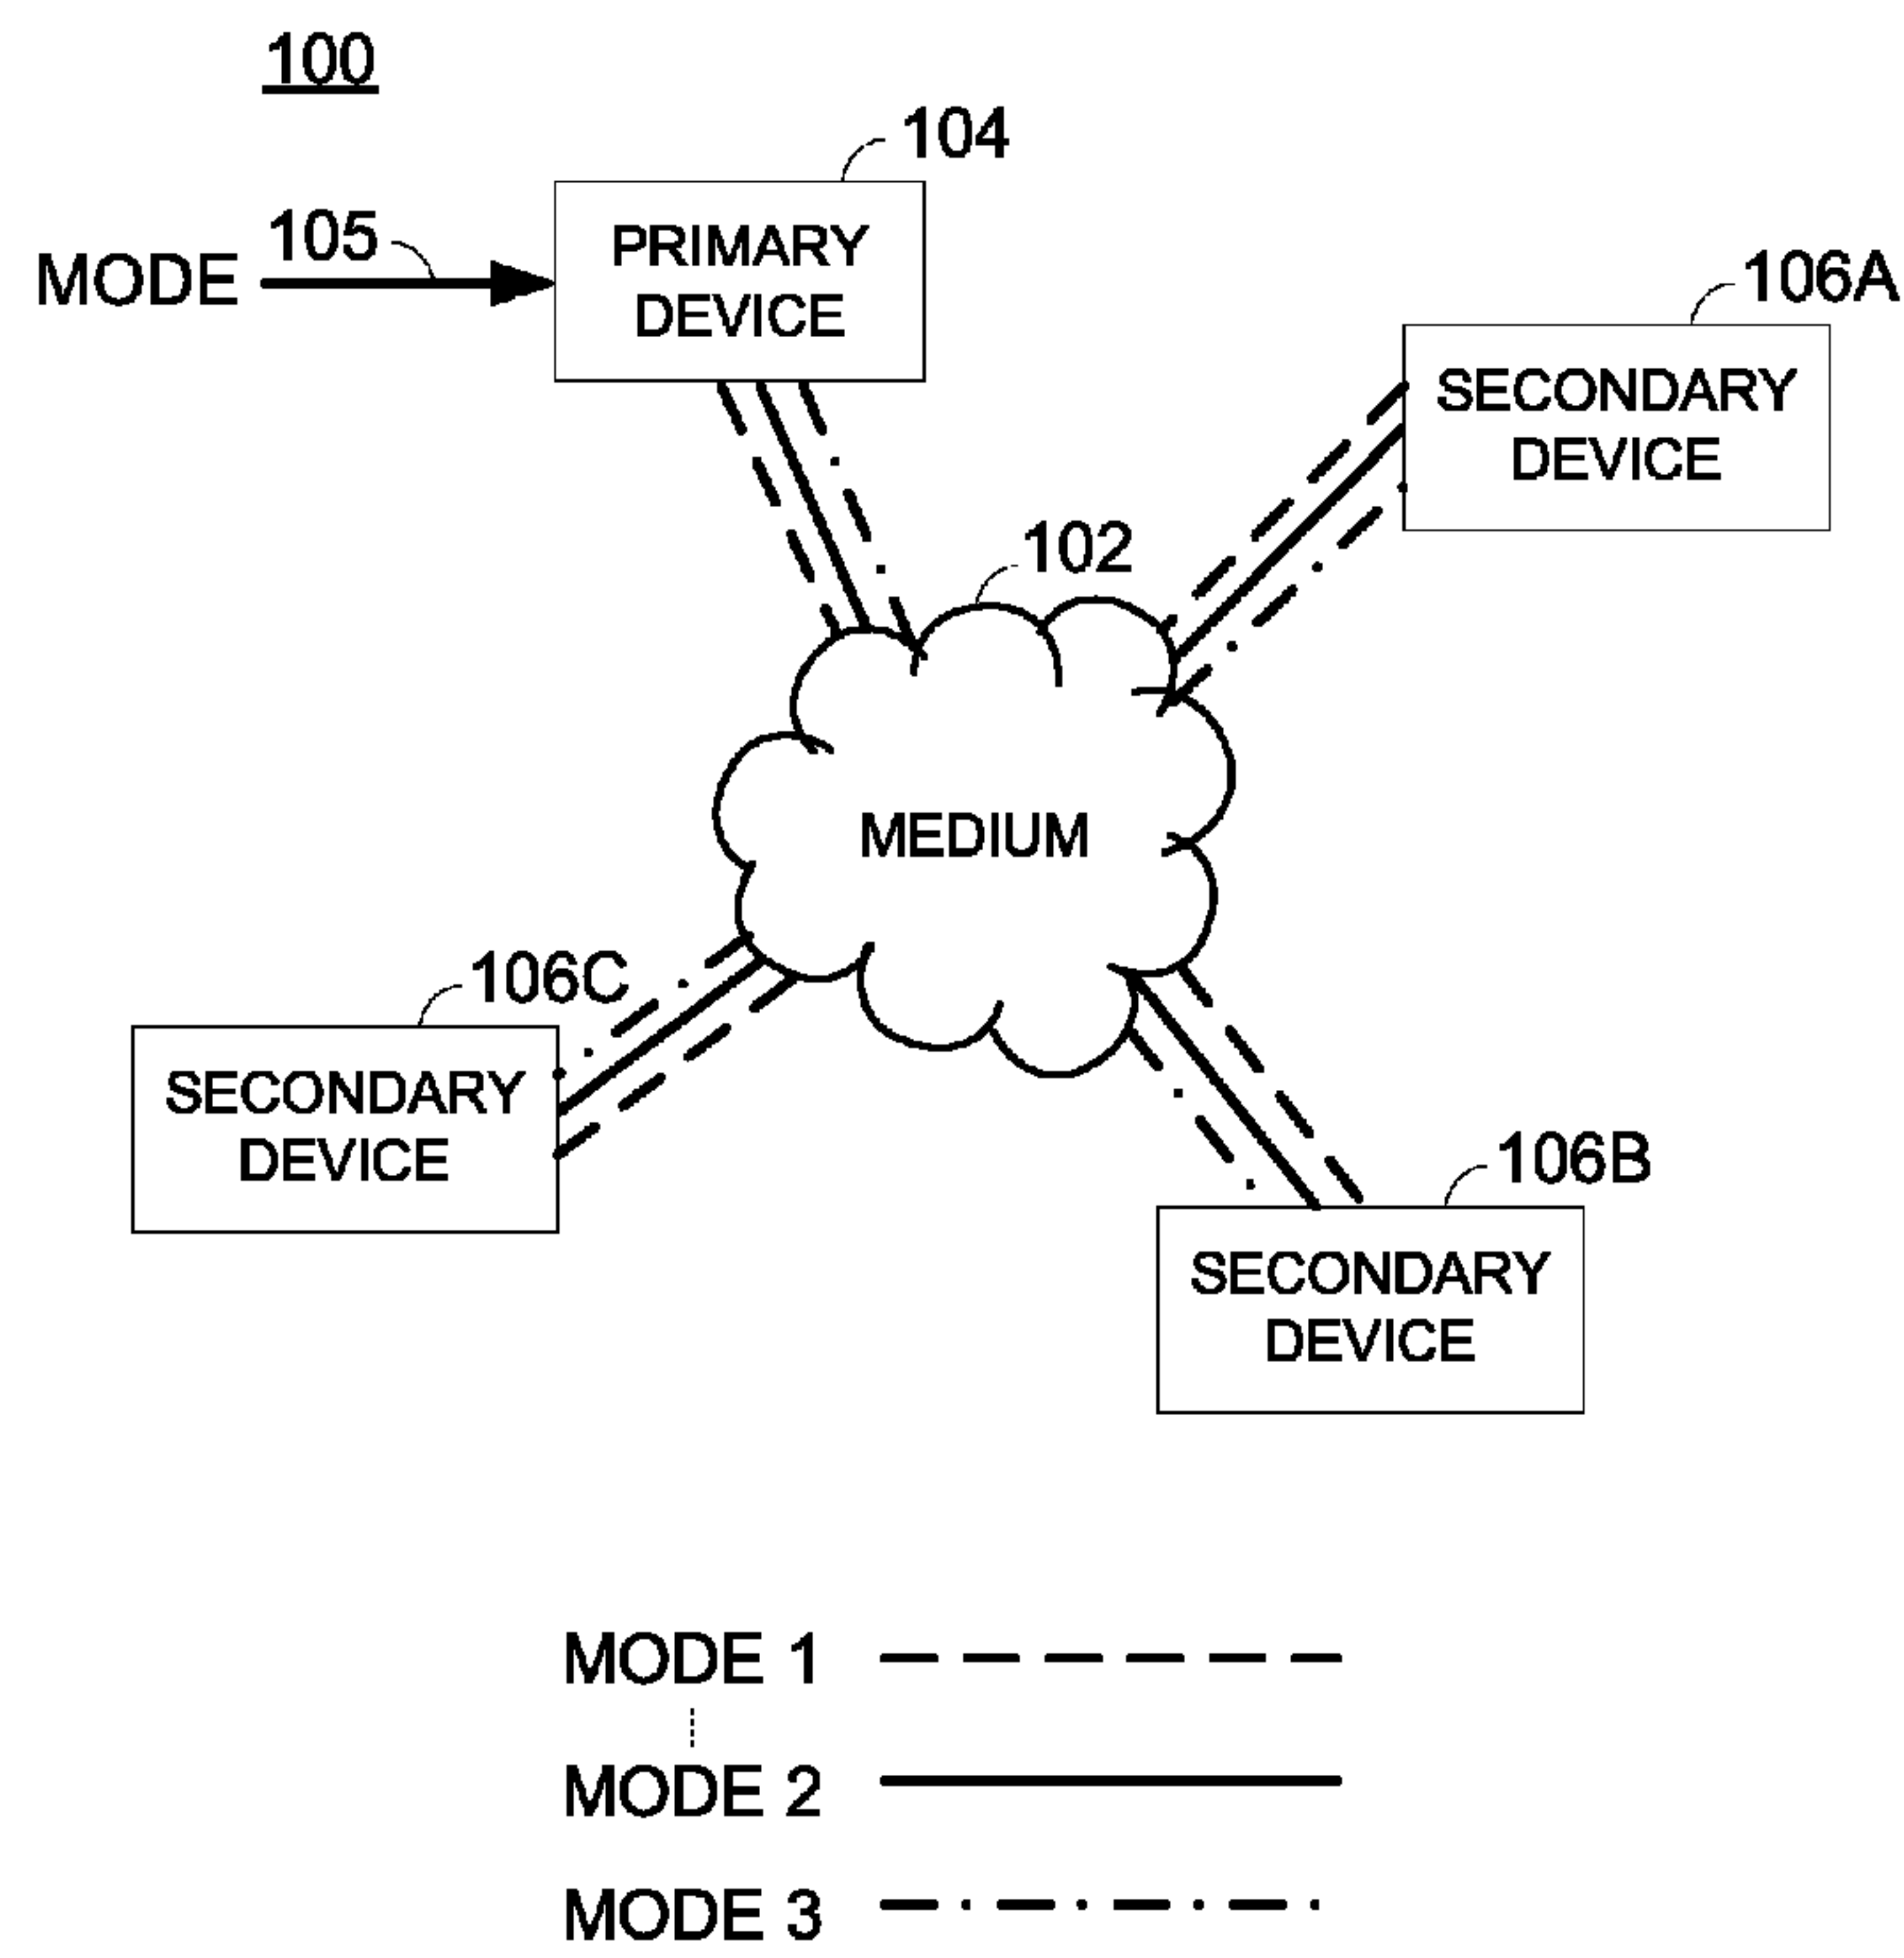 100
104
105
MODE
PRIMARY
DEVICE
106A
SECONDARY
DEVICE
102
MEDIUM
106C
SECONDARY
DEVICE
106B
SECONDARY
DEVICE
MODE 1
MODE 2
MODE 3